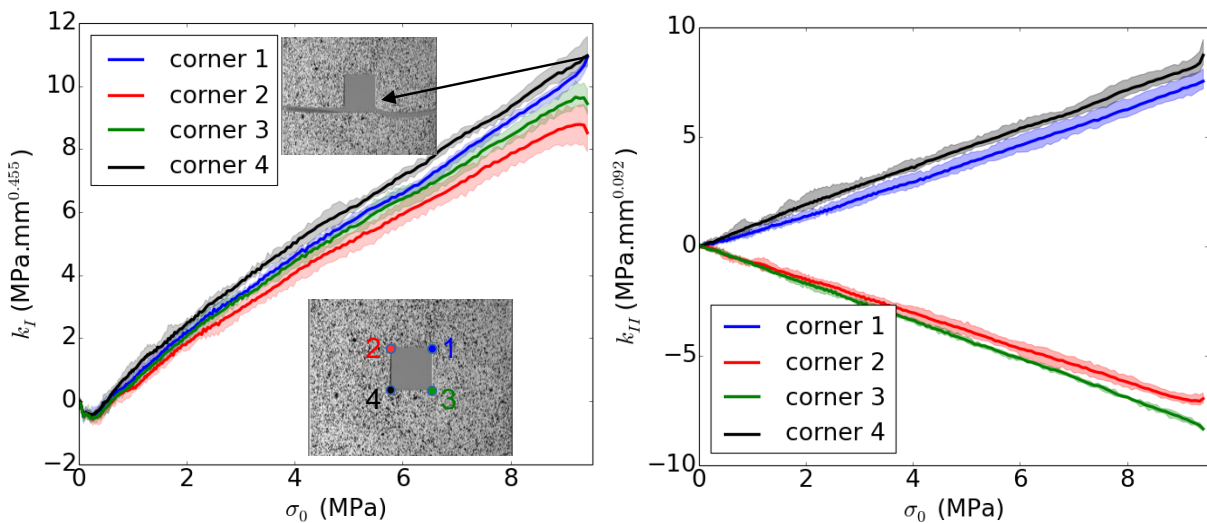 12
10
8
6
4
2
0
−2
k_I (MPa.mm^0.455)
corner 1
corner 2
corner 3
corner 4
2
1
4
3
0
2
4
6
8
σ_0 (MPa)
10
5
0
−5
−10
k_II (MPa.mm^0.092)
corner 1
corner 2
corner 3
corner 4
0
2
4
6
8
σ_0 (MPa)